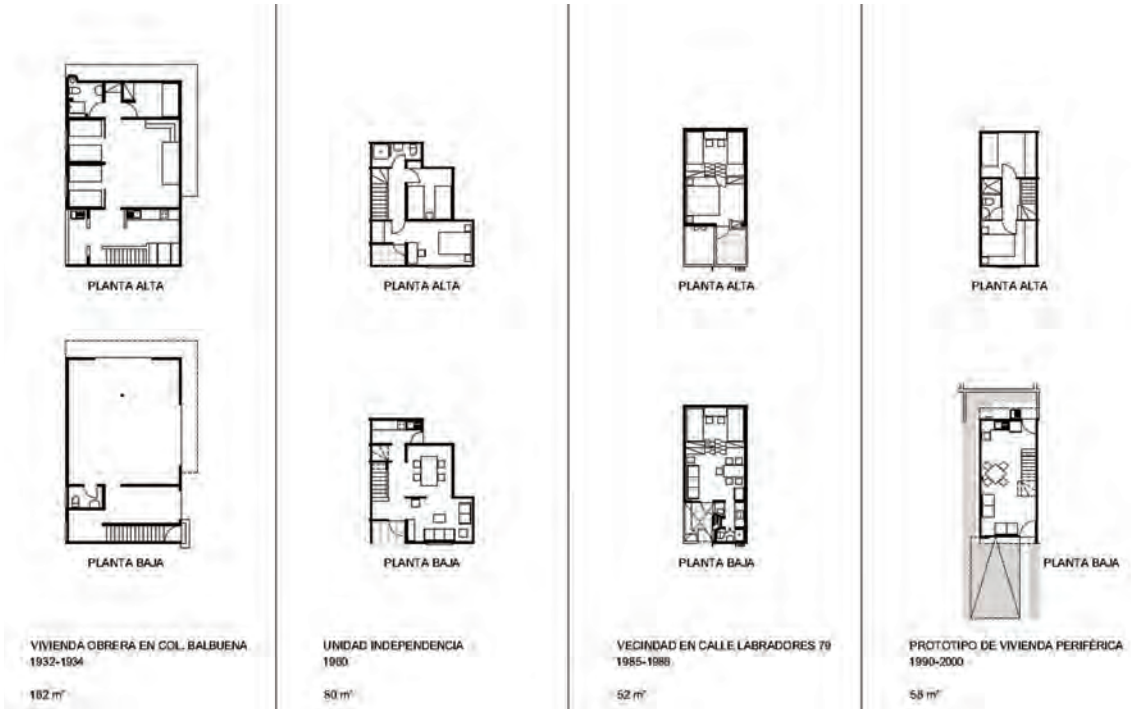 PLANTA ALTA
PLANTA BAJA
VIVIENDA OBRERA EN COL. BALBUENA
1932-1934
182 m²
PLANTA ALTA
PLANTA BAJA
UNIDAD INDEPENDENCIA
1960
80 m²
PLANTA ALTA
PLANTA BAJA
VECINDAD EN CALLE LABRADORES 79
1985-1986
52 m²
PLANTA ALTA
PLANTA BAJA
PROTOTIPO DE VIVIENDA PERIFÉRICA
1990-2000
58 m²